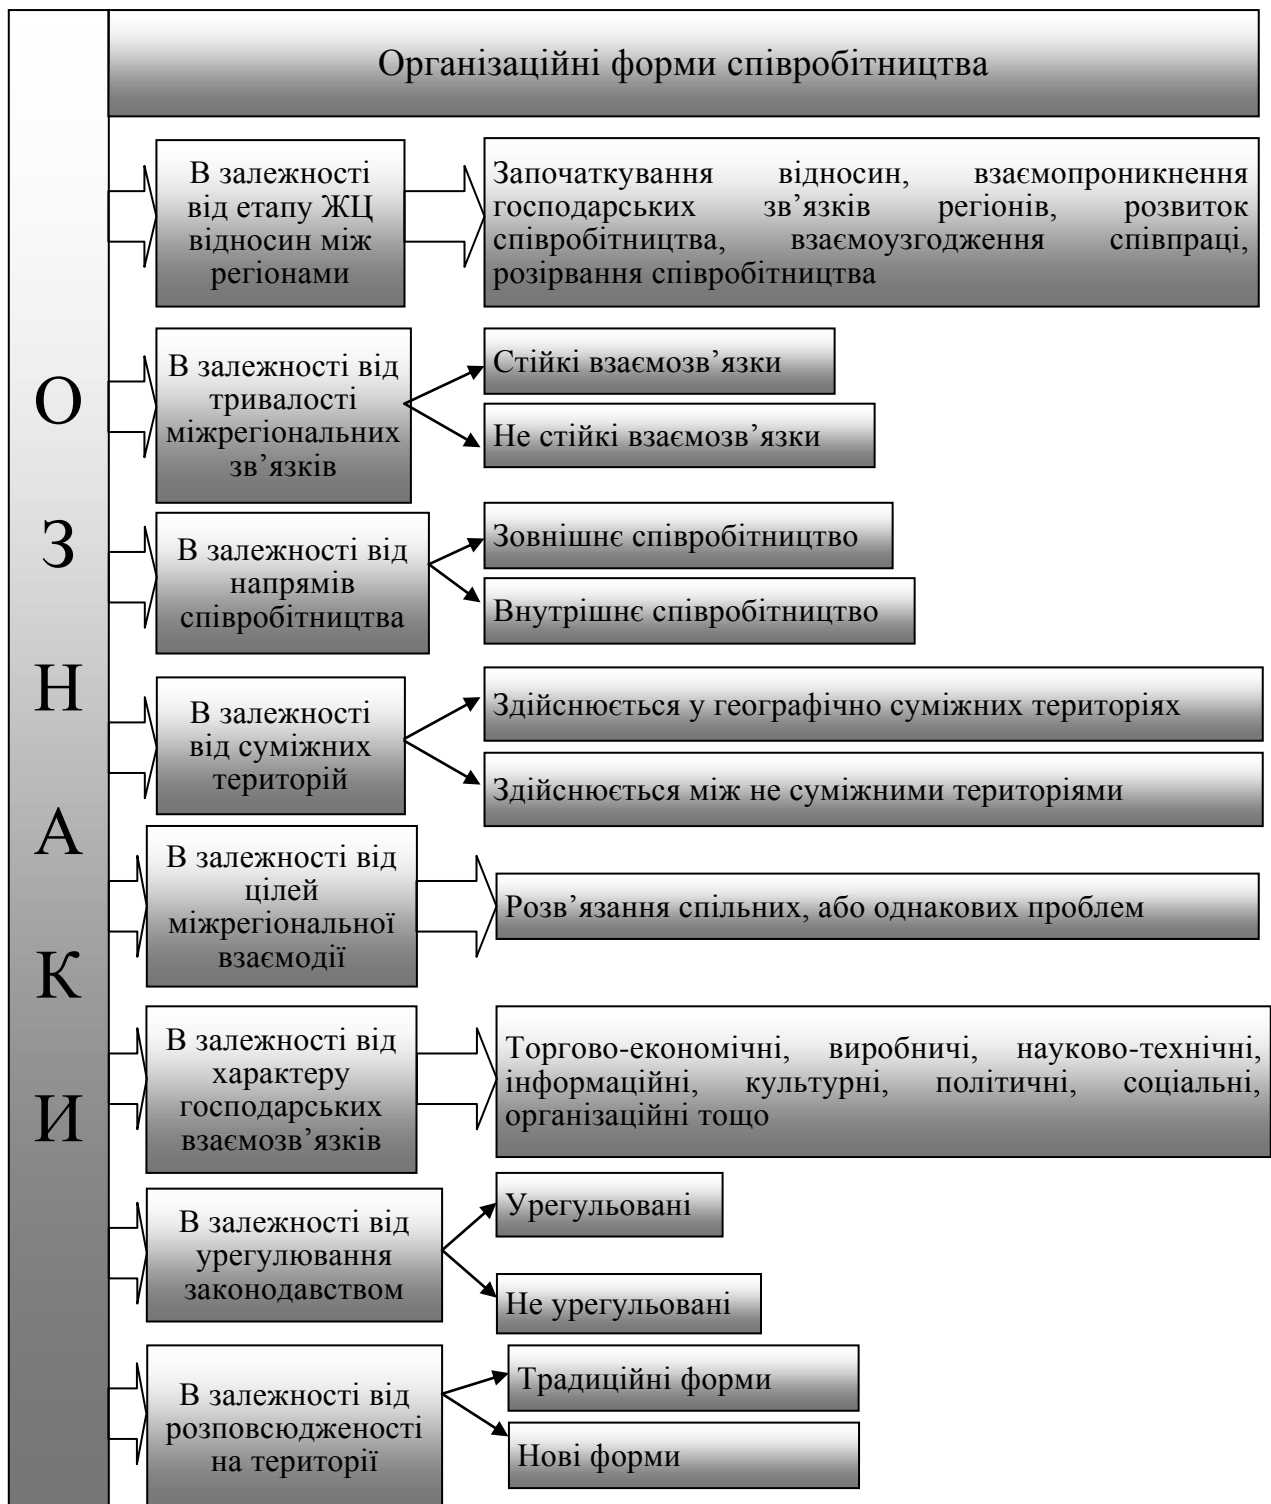 Організаційні форми співробітництва
О
З
Н
А
К
И
В залежності
від етапу ЖЦ
відносин між
регіонами
Започаткування відносин, взаємопроникнення
господарських зв’язків регіонів, розвиток
співробітництва, взаємоузгодження співпраці,
розірвання співробітництва
В залежності від
тривалості
міжрегіональних
зв’язків
Стійкі взаємозв’язки
Не стійкі взаємозв’язки
В залежності від
напрямів
співробітництва
Зовнішнє співробітництво
Внутрішнє співробітництво
В залежності
від суміжних
територій
Здійснюється у географічно суміжних територіях
Здійснюється між не суміжними територіями
В залежності від
цілей
міжрегіональної
взаємодії
Розв’язання спільних, або однакових проблем
В залежності від
характеру
господарських
взаємозв’язків
Торгово-економічні, виробничі, науково-технічні,
інформаційні, культурні, політичні, соціальні,
організаційні тощо
В залежності від
урегулювання
законодавством
Урегульовані
Не урегульовані
В залежності від
розповсюдженості
на території
Традиційні форми
Нові форми